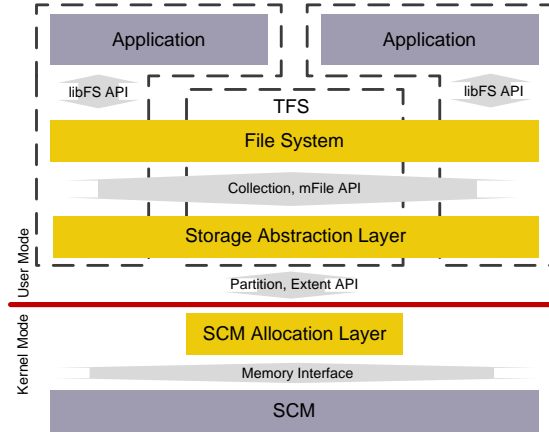 Application
Application
libFS API
libFS API
TFS
File System
Collection, mFile API
Storage Abstraction Layer
User Mode
Partition, Extent API
Kernel Mode
SCM Allocation Layer
Memory Interface
SCM